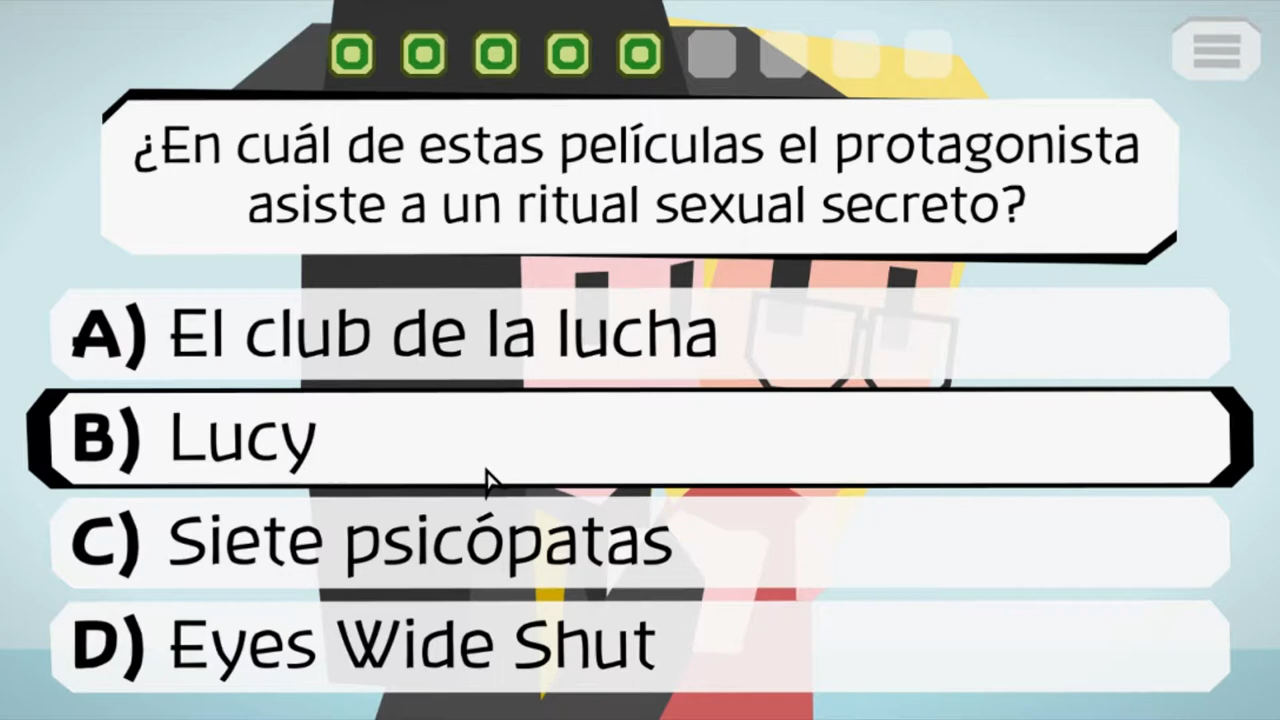 ¿En cuál de estas películas el protagonista
asiste a un ritual sexual secreto?
A) El club de la lucha
B) Lucy
C) Siete psicópatas
D) Eyes Wide Shut